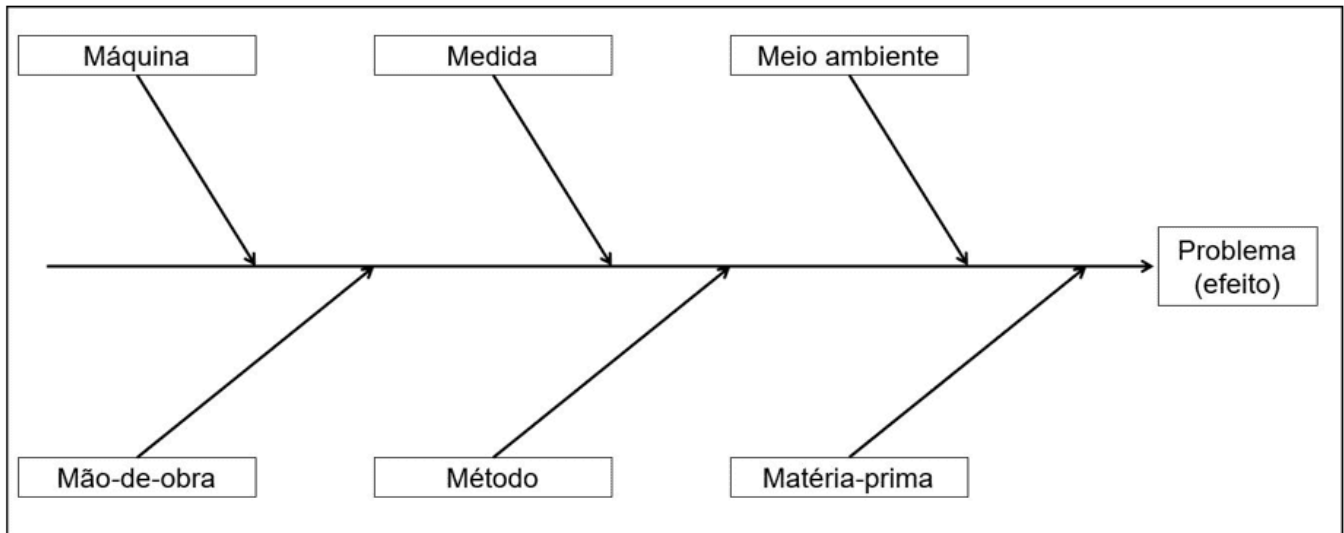 Máquina
Medida
Meio ambiente
Problema
(efeito)
Mão-de-obra
Método
Matéria-prima